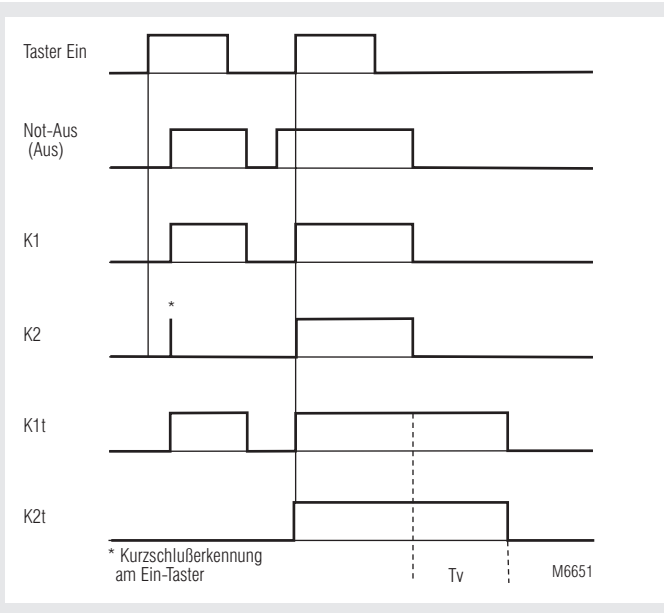 Taster Ein
Not-Aus
(Aus)
K1
*
K2
K1t
K2t
* Kurzschlußerkennung
am Ein-Taster
Tv
M6651